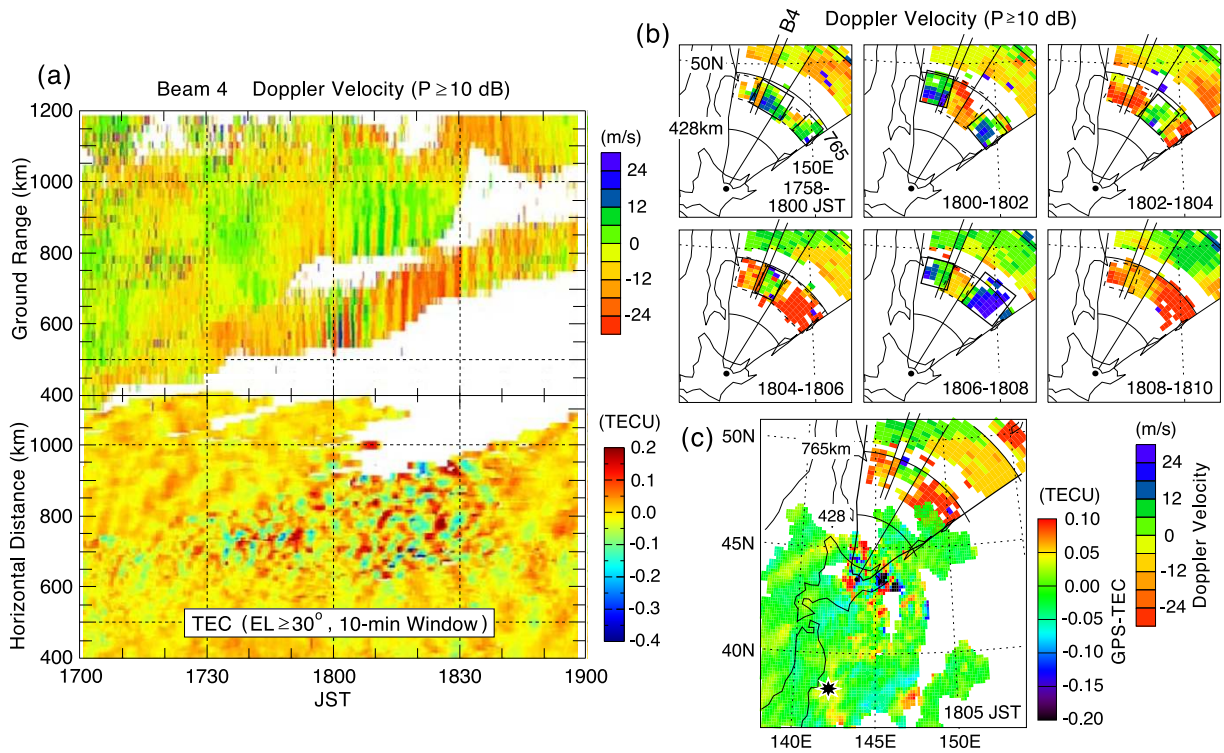 (a)
Beam 4 Doppler Velocity (P ≥ 10 dB)
1200
1000
800
600
400
Ground Range (km)
(m/s)
24
12
0
-12
-24
1000
800
600
400
Horizontal Distance (km)
TEC (EL ≥ 30°, 10-min Window)
(TECU)
0.2
0.1
0.0
-0.1
-0.2
-0.3
-0.4
1700 1730 1800 1830 1900
JST
(b)
Doppler Velocity (P ≥ 10 dB)
B4
50N
428km
765
150E
1758-
1800 JST
1800-1802
1802-1804
1804-1806
1806-1808
1808-1810
(c)
50N
45N
40N
765km
428
1805 JST
140E 145E 150E
(TECU)
0.10
0.05
0.00
-0.05
-0.10
-0.15
-0.20
GPS-TEC
(m/s)
24
12
0
-12
-24
Doppler Velocity